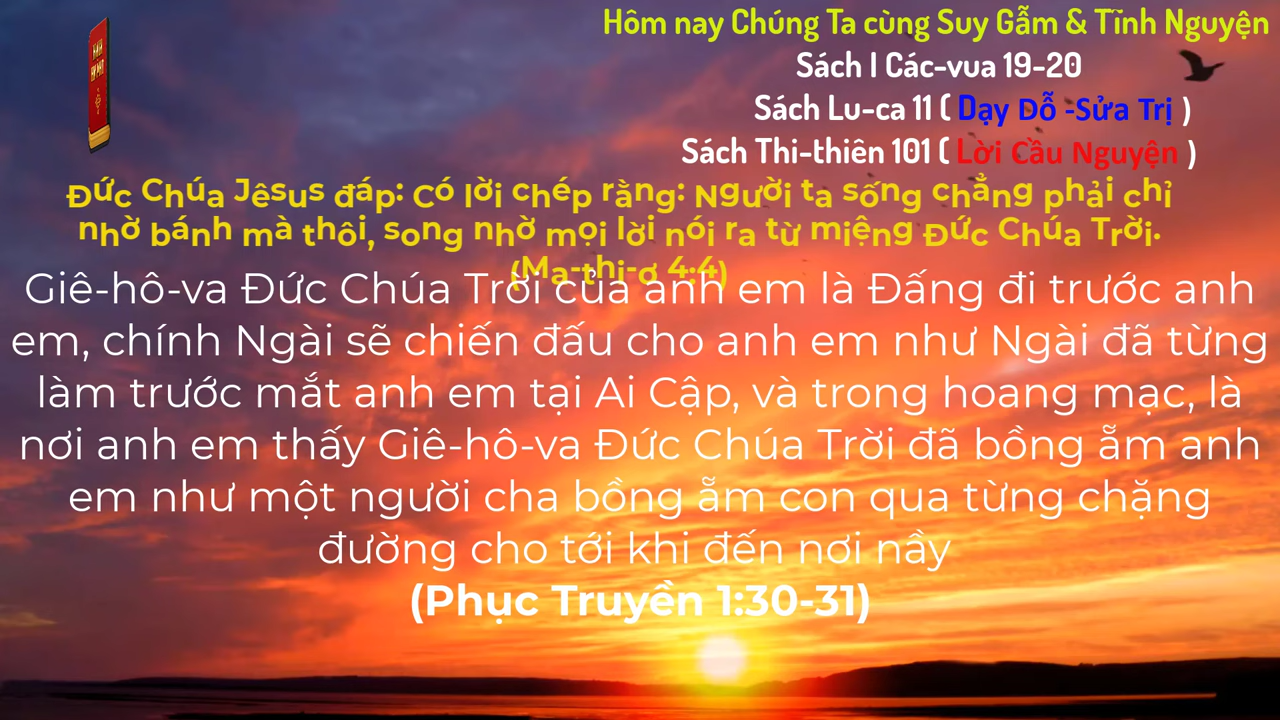 Hôm nay Chúng Ta cùng Suy Gẫm & Tĩnh Nguyện
Sách I Các-vua 19-20
Sách Lu-ca 11 ( Dạy Đỗ -Sửa Trị )
Sách Thi-thiên 101 ( Lời Cầu Nguyện )
Đức Chúa Jêsus đáp: Có lời chép rằng: Người ta sống chẳng phải chỉ
nhờ bánh mà thôi, song nhờ mọi lời nói ra từ miệng Đức Chúa Trời.
(Ma-thi-ơ 4:4)
Giê-hô-va Đức Chúa Trời của anh em là Đấng đi trước anh
em, chính Ngài sẽ chiến đấu cho anh em như Ngài đã từng
làm trước mắt anh em tại Ai Cập, và trong hoang mạc, là
nơi anh em thấy Giê-hô-va Đức Chúa Trời đã bồng ẵm anh
em như một người cha bồng ẵm con qua từng chặng
đường cho tới khi đến nơi nầy
(Phục Truyền 1:30-31)